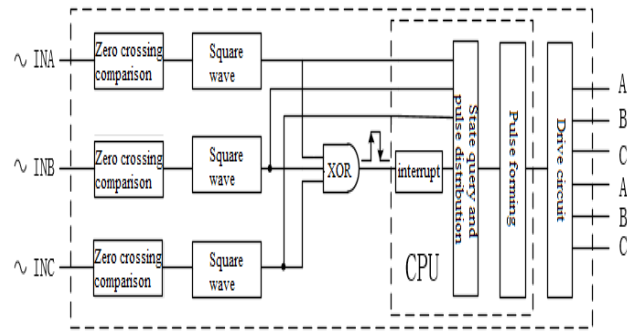 INA
Zero crossing
comparison
Square
wave
INB
Zero crossing
comparison
Square
wave
XOR
interrupt
INC
Zero crossing
comparison
Square
wave
CPU
State query and
pulse distribution
Pulse forming
Drive circuit
A
B
C
A
B
C